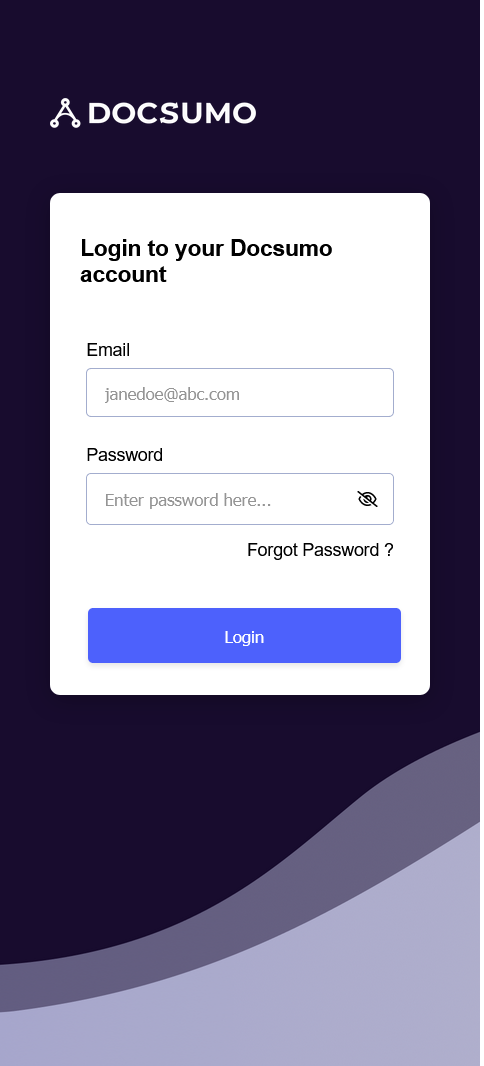 DOCSUMO
Login to your Docsumo
account
Email
janedoe@abc.com
Password
Enter password here...
Forgot Password ?
Login